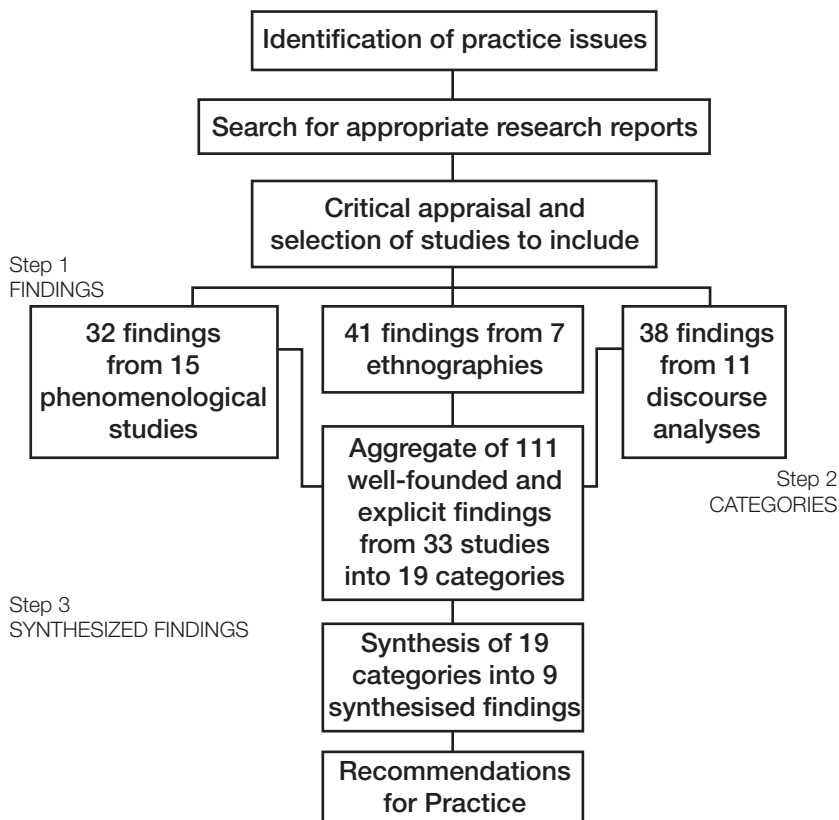 Identification of practice issues
Search for appropriate research reports
Critical appraisal and
selection of studies to include
Step 1
FINDINGS
32 findings
from 15
phenomenological
studies
41 findings from 7
ethnographies
38 findings
from 11
discourse
analyses
Aggregate of 111
well-founded and
explicit findings
from 33 studies
into 19 categories
Step 2
CATEGORIES
Step 3
SYNTHESIZED FINDINGS
Synthesis of 19
categories into 9
synthesised findings
Recommendations
for Practice